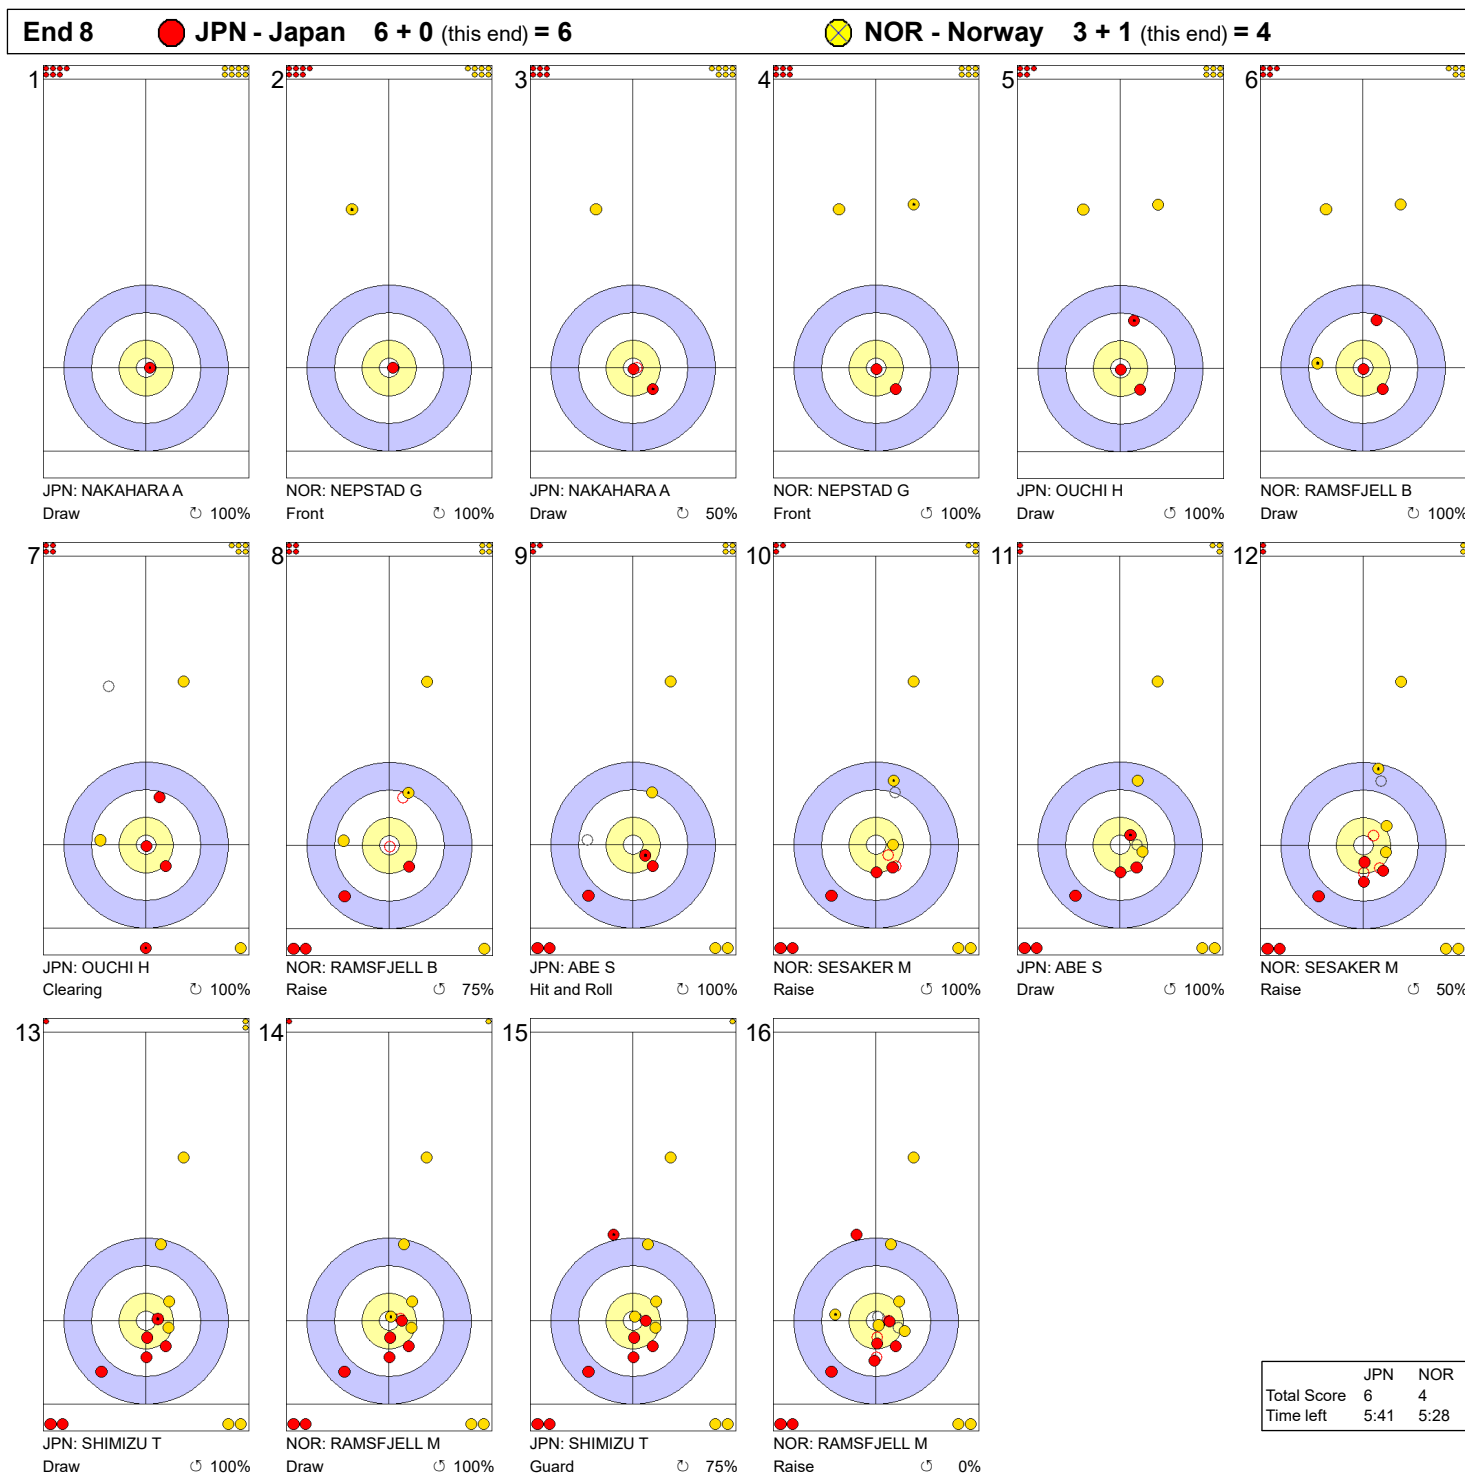 End 8 JPN - Japan 6 + 0 (this end) = 6 NOR - Norway 3 + 1 (this end) = 4
1 2 3 4 5 6
JPN: NAKAHARA A NOR: NEPSTAD G JPN: NAKAHARA A NOR: NEPSTAD G JPN: OUCHI H NOR: RAMSFJELL B
Draw ↻ 100% Front ↺ 100% Draw ↻ 50% Front ↺ 100% Draw ↺ 100% Draw ↻ 100%
7 8 9 10 11 12
JPN: OUCHI H NOR: RAMSFJELL B JPN: ABE S NOR: SESAKER M JPN: ABE S NOR: SESAKER M
Clearing ↻ 100% Raise ↺ 75% Hit and Roll ↻ 100% Raise ↺ 100% Draw ↺ 100% Raise ↺ 50%
13 14 15 16
JPN: SHIMIZU T NOR: RAMSFJELL M JPN: SHIMIZU T NOR: RAMSFJELL M
Draw ↺ 100% Draw ↺ 100% Guard ↻ 75% Raise ↺ 0%
JPN NOR
Total Score 6 4
Time left 5:41 5:28